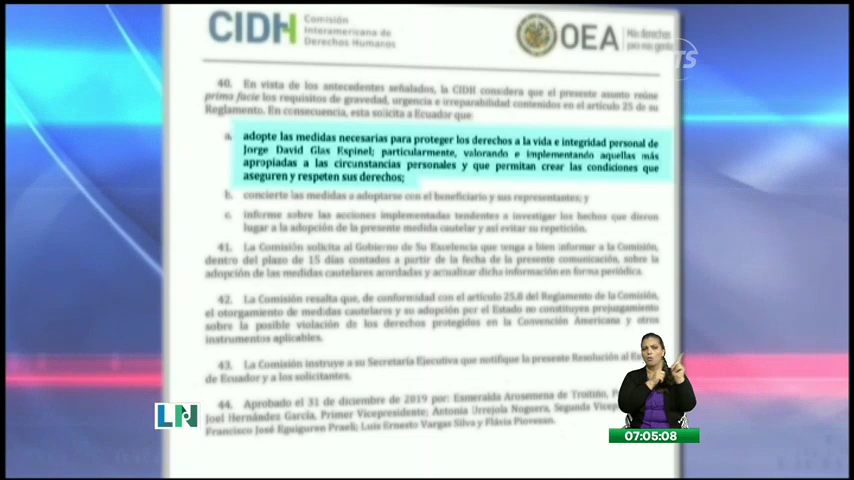 CIDH Comisión
Interamericana de
Derechos Humanos
OEA Más derechos
para más gente
TS
40. En vista de los antecedentes señalados, la CIDH considera que el presente asunto reúne
prima facie los requisitos de gravedad, urgencia e irreparabilidad contenidos en el artículo 25 de su
Reglamento. En consecuencia, esta solicita a Ecuador que:
a. adopte las medidas necesarias para proteger los derechos a la vida e integridad personal de
Jorge David Glas Espinel; particularmente, valorando e implementando aquellas más
apropiadas a las circunstancias personales y que permitan crear las condiciones que
aseguren y respeten sus derechos;
b. concierte las medidas a adoptarse con el beneficiario y sus representantes; y
c. informe sobre las acciones implementadas tendentes a investigar los hechos que dieron
lugar a la adopción de la presente medida cautelar y así evitar su repetición.
41. La Comisión solicita al Gobierno de Su Excelencia que tenga a bien informar a la Comisión,
dentro del plazo de 15 días contados a partir de la fecha de la presente comunicación, sobre la
adopción de las medidas cautelares acordadas y actualizar dicha información en forma periódica.
42. La Comisión resalta que, de conformidad con el artículo 25.8 del Reglamento de la Comisión,
el otorgamiento de medidas cautelares y su adopción por el Estado no constituyen prejuzgamiento
sobre la posible violación de los derechos protegidos en la Convención Americana y otros
instrumentos aplicables.
43. La Comisión instruye a su Secretaría Ejecutiva que notifique la presente Resolución al
de Ecuador y a los solicitantes.
44. Aprobado el 31 de diciembre de 2019 por: Esmeralda Arosemena de Troitiño,
Joel Hernández García, Primer Vicepresidente; Antonia Urrejola Noguera, Segunda
Francisco José Eguiguren Praeli; Luis Ernesto Vargas Silva y Flávia Piovesan.
LN
07:05:08